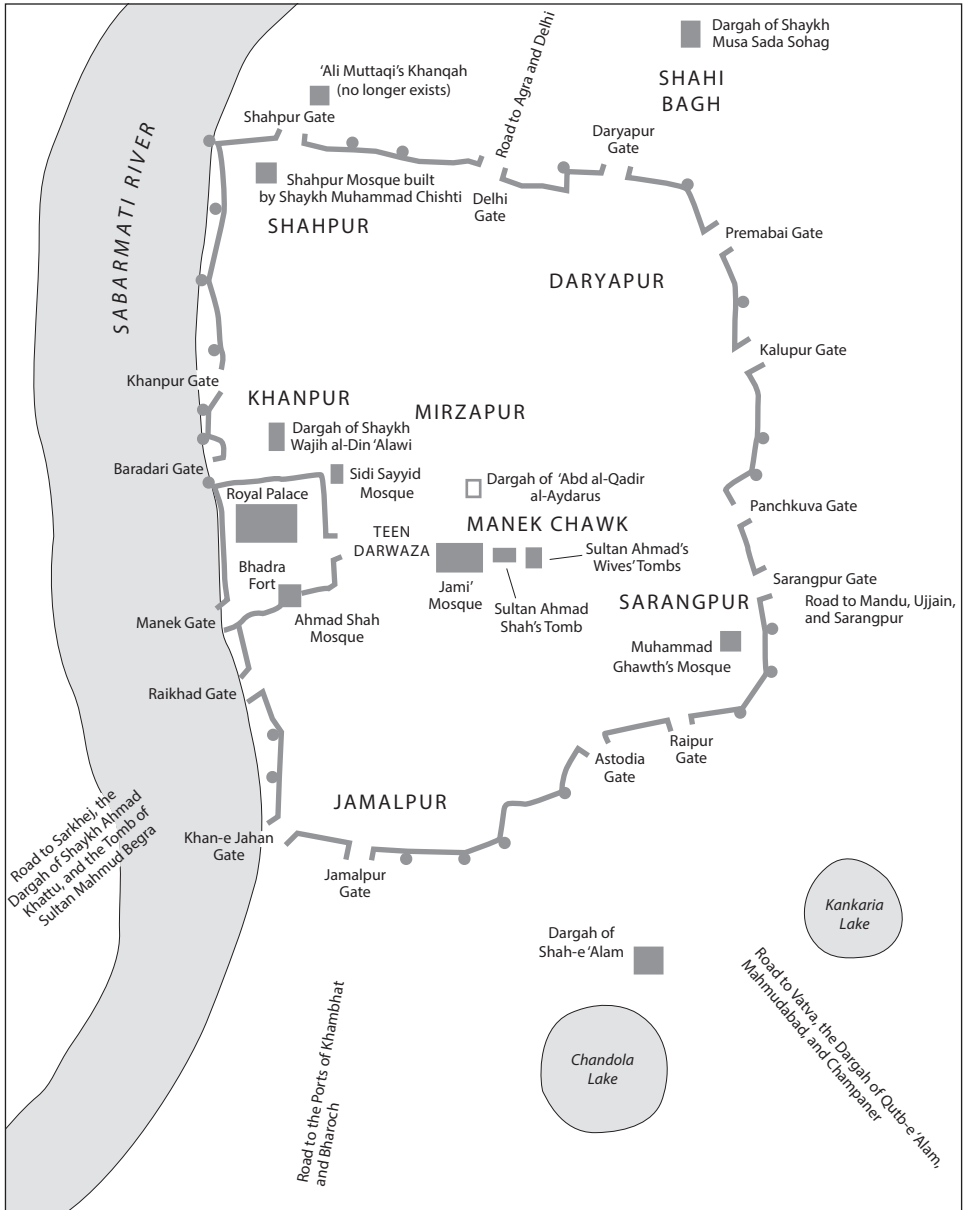 Dargah of Shaykh
Musa Sada Sohag
SHAHI
BAGH
‘Ali Muttaqi’s Khanqah
(no longer exists)
Road to Agra and Delhi
Shahpur Gate
Daryapur
Gate
SABARMATI RIVER
Shahpur Mosque built
by Shaykh Muhammad Chishti
Delhi
Gate
SHAHPUR
Premabai Gate
DARYAPUR
Kalupur Gate
Khanpur Gate
KHANPUR
MIRZAPUR
Dargah of Shaykh
Wajih al-Din ‘Alawi
Baradari Gate
Sidi Sayyid
Mosque
Dargah of ‘Abd al-Qadir
al-Aydarus
Royal Palace
Panchkuva Gate
MANEK CHAWK
TEEN
DARWAZA
Sultan Ahmad’s
Wives’ Tombs
Bhadra
Fort
Jami’
Mosque
Sultan Ahmad
Shah’s Tomb
Sarangpur Gate
Road to Mandu, Ujjain,
and Sarangpur
SARANGPUR
Manek Gate
Ahmad Shah
Mosque
Muhammad
Ghawth’s Mosque
Raikhad Gate
Raipur
Gate
Astodia
Gate
JAMALPUR
Road to Sarkhej, the
Dargah of Shaykh Ahmad
Khattu, and the Tomb of
Sultan Mahmud Begra
Khan-e Jahan
Gate
Jamalpur
Gate
Kankaria
Lake
Dargah of
Shah-e ‘Alam
Road to Vatva, the Dargah of Qutb-e ‘Alam,
Mahmudabad, and Champaner
Road to the Ports of Khambhat
and Bharoch
Chandola
Lake